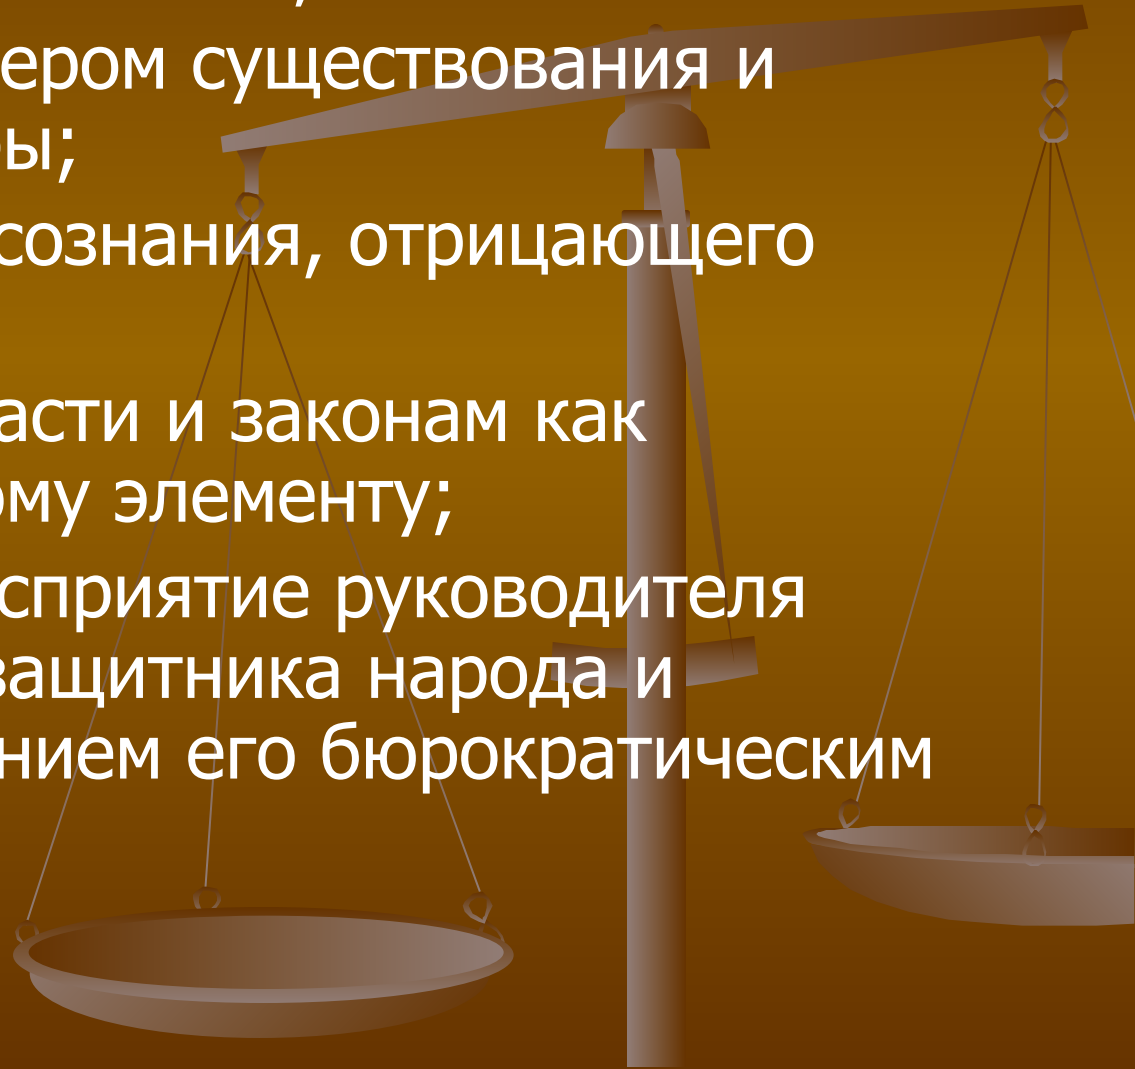 ером существования и
ы;
сознания, отрицающего
асти и законам как
ому элементу;
сприятие руководителя
защитника народа и
нием его бюрократическим